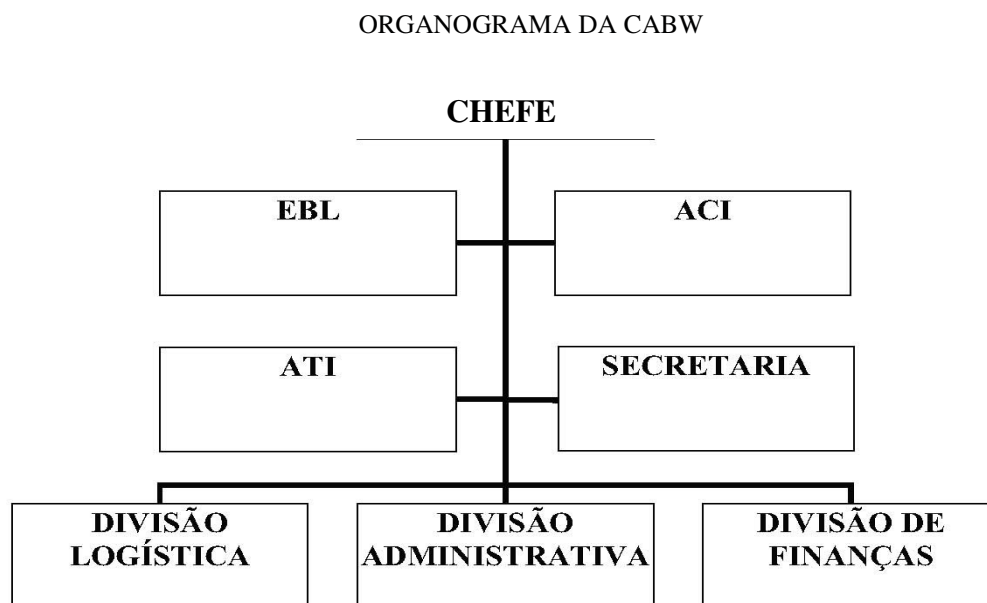 ORGANOGRAMA DA CABW
CHEFE
EBL
ACI
ATI
SECRETARIA
DIVISÃO
LOGÍSTICA
DIVISÃO
ADMINISTRATIVA
DIVISÃO DE
FINANÇAS